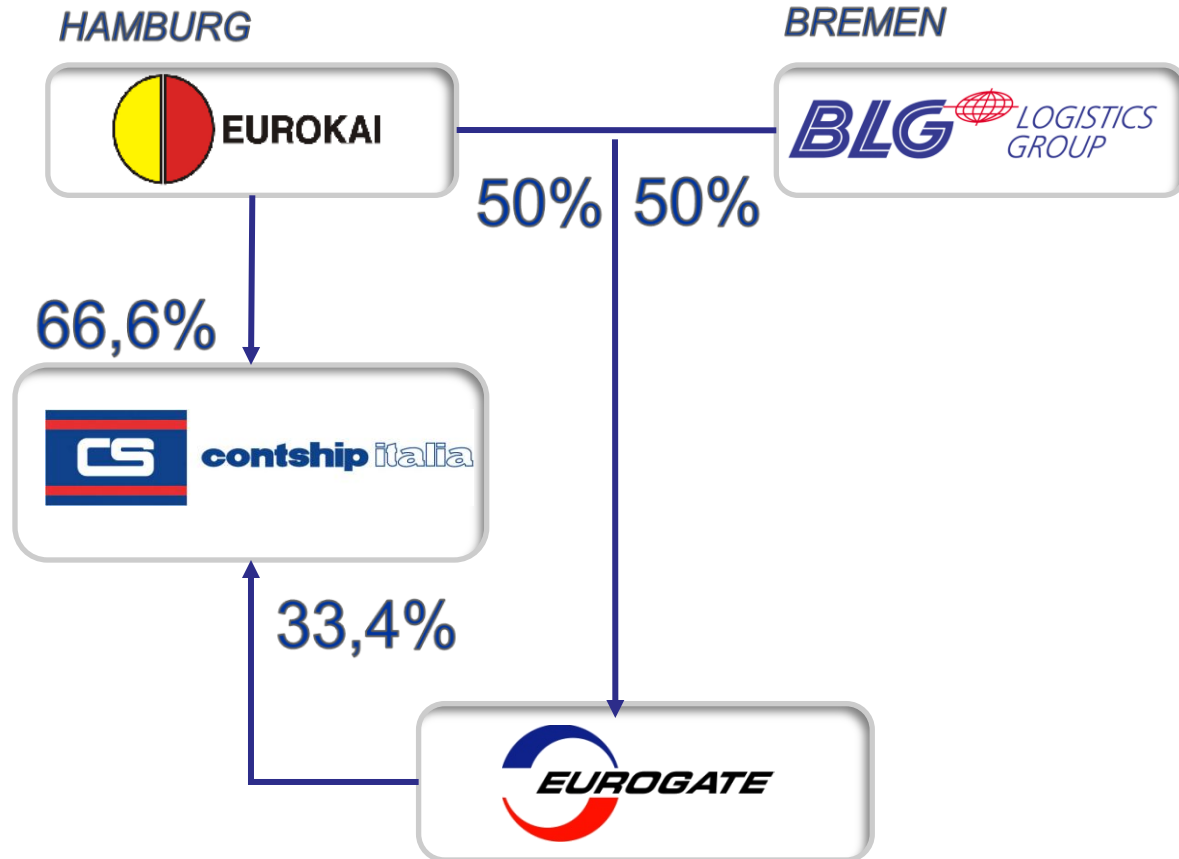 HAMBURG
BREMEN
EUROKAI
BLG LOGISTICS
GROUP
50% 50%
66,6%
CS contship italia
33,4%
EUROGATE